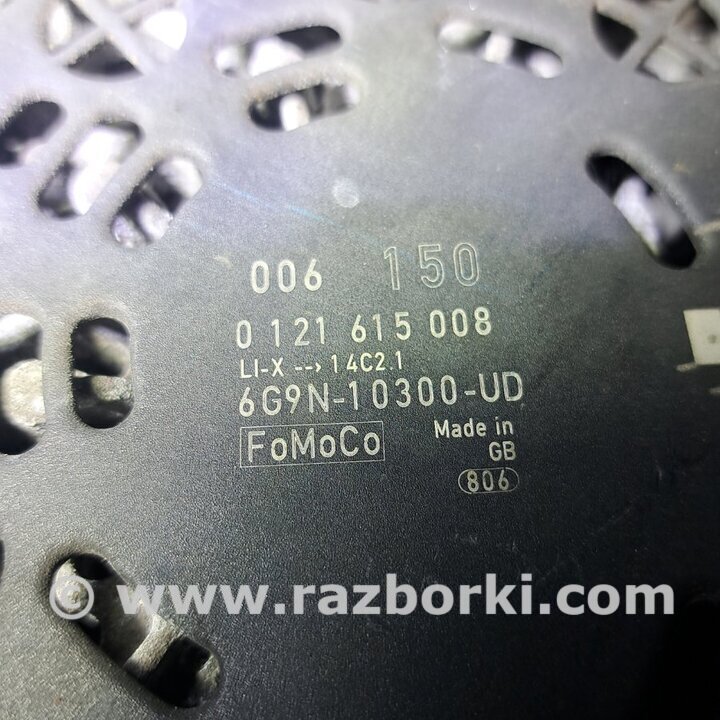 006 150
0 121 615 008
LI-X --> 14C2.1
6G9N-10300-UD
FoMoCo Made in
GB
806
© www.razborki.com